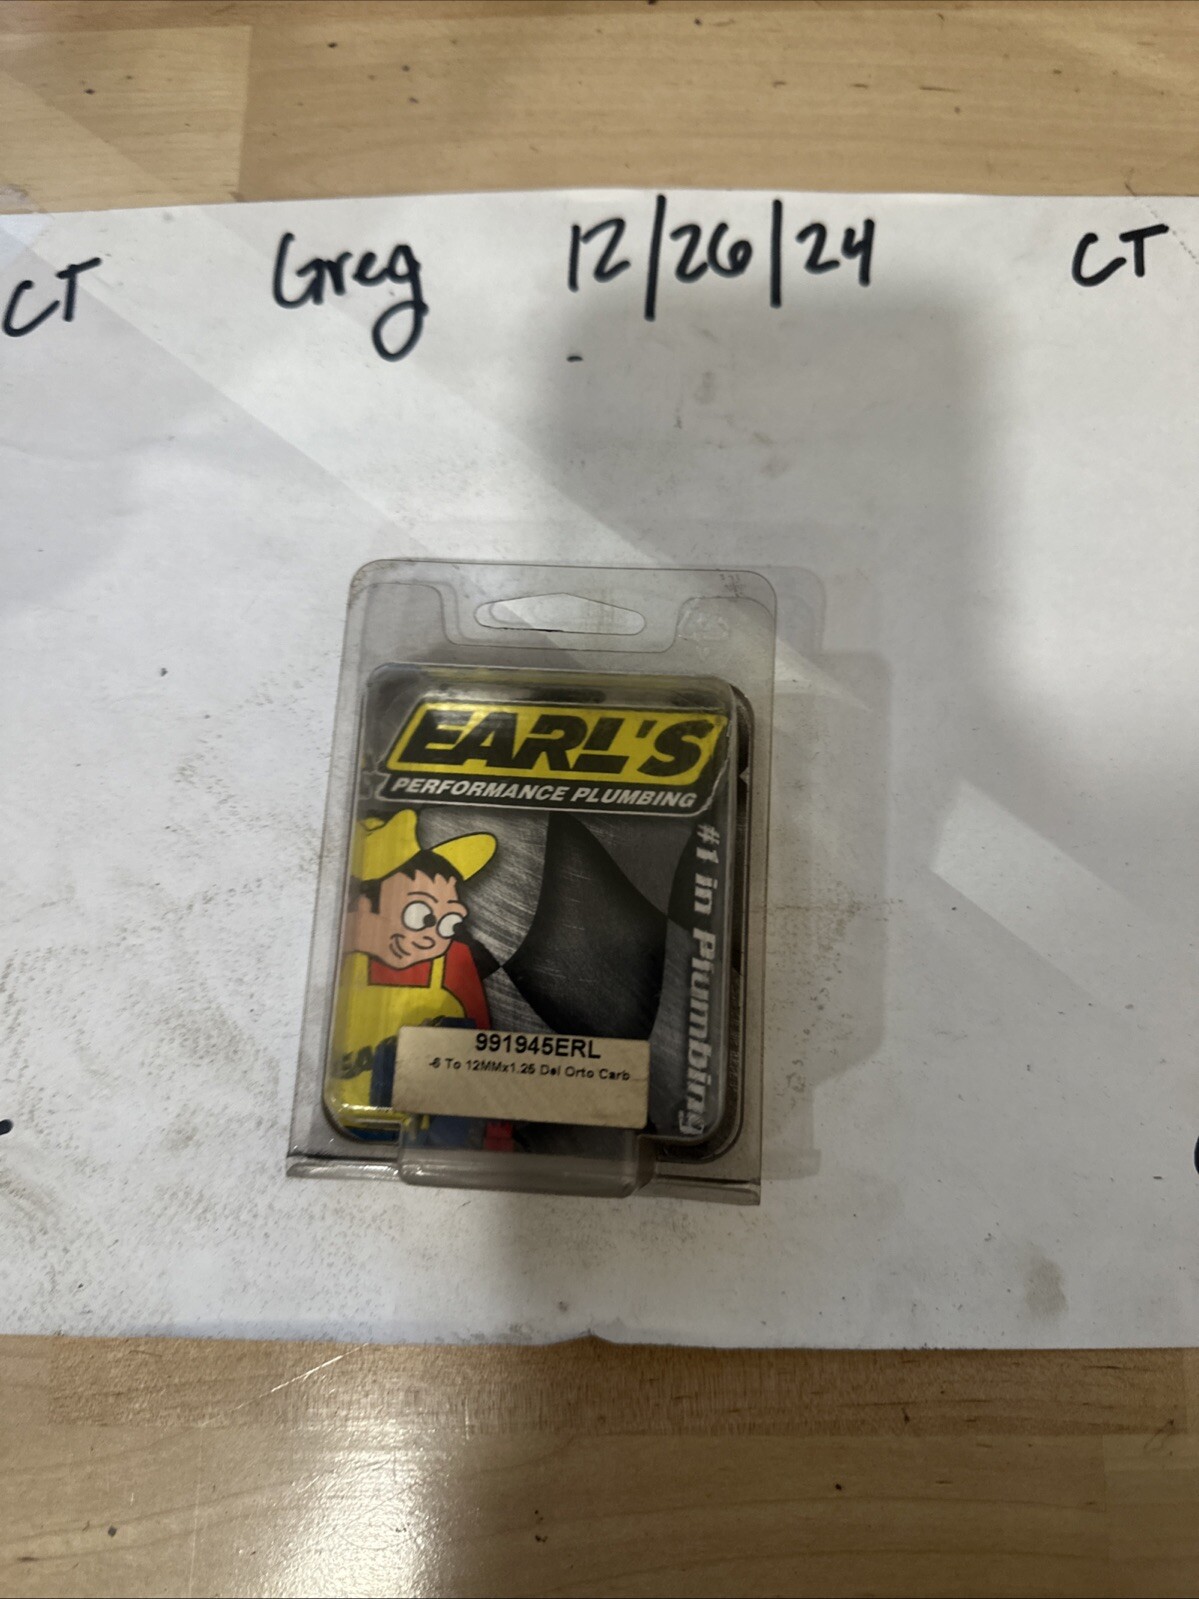 CT Greg 12/26/24 CT
EARL'S
PERFORMANCE PLUMBING
#1 in Plumbing
991945ERL
-6 To 12MMx1.25 Del Orto Carb